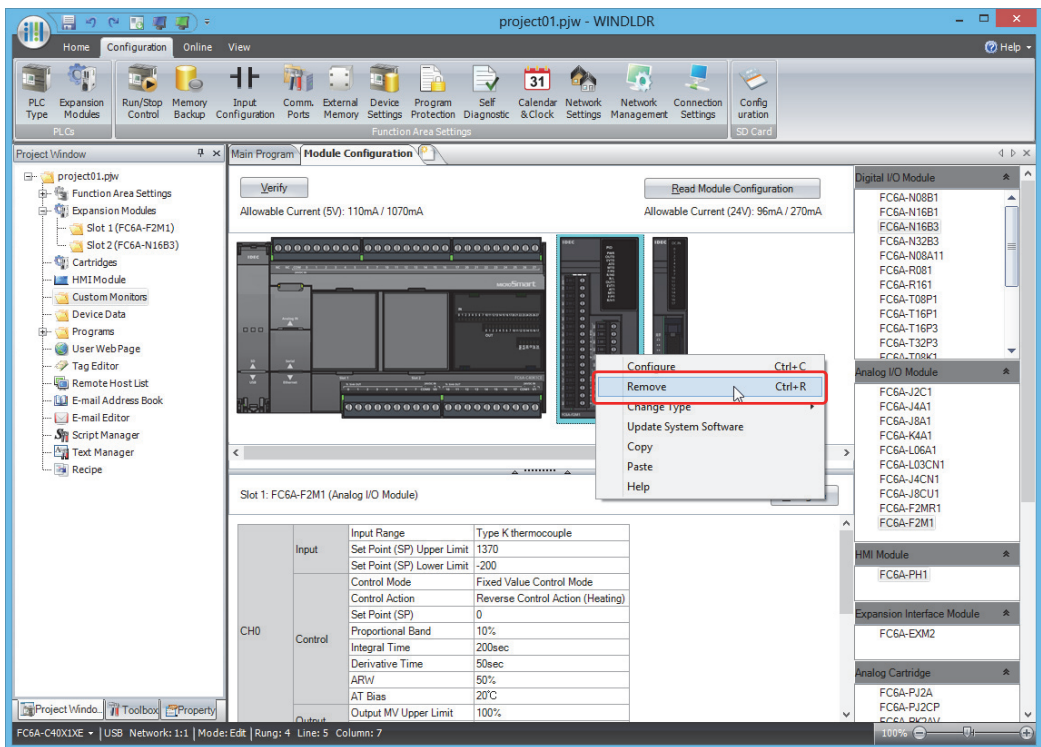 project01.pjw - WINDLDR
Home Configuration Online View Help
PLC Type
Expansion Modules
Run/Stop Control
Memory Backup
Input Configuration
Comm. Ports
External Memory
Device Settings
Program Protection
Self Diagnostic
31
Calendar & Clock
Network Settings
Network Management
Connection Settings
Config uration
PLCs
Function Area Settings
SD Card
Project Window
project01.pjw
Function Area Settings
Expansion Modules
Slot 1 (FC6A-F2M1)
Slot 2 (FC6A-N16B3)
Cartridges
HMI Module
Custom Monitors
Device Data
Programs
User Web Page
Tag Editor
Remote Host List
E-mail Address Book
E-mail Editor
Script Manager
Text Manager
Recipe
Project Windo...
Toolbox
Property
Main Program
Module Configuration
Verify
Read Module Configuration
Allowable Current (5V): 110mA / 1070mA
Allowable Current (24V): 96mA / 270mA
Configure Ctrl+C
Remove Ctrl+R
Change Type
Update System Software
Copy
Paste
Help
Slot 1: FC6A-F2M1 (Analog I/O Module)
CH0
Input
Input Range Type K thermocouple
Set Point (SP) Upper Limit 1370
Set Point (SP) Lower Limit -200
Control
Control Mode Fixed Value Control Mode
Control Action Reverse Control Action (Heating)
Set Point (SP) 0
Proportional Band 10%
Integral Time 200sec
Derivative Time 50sec
ARW 50%
AT Bias 20°C
Output
Output MV Upper Limit 100%
Digital I/O Module
FC6A-N08B1
FC6A-N16B1
FC6A-N16B3
FC6A-N32B3
FC6A-N08A11
FC6A-R081
FC6A-R161
FC6A-T08P1
FC6A-T16P1
FC6A-T16P3
FC6A-T32P3
FC6A-T08K1
Analog I/O Module
FC6A-J2C1
FC6A-J4A1
FC6A-J8A1
FC6A-K4A1
FC6A-L06A1
FC6A-L03CN1
FC6A-J4CN1
FC6A-J8CU1
FC6A-F2MR1
FC6A-F2M1
HMI Module
FC6A-PH1
Expansion Interface Module
FC6A-EXM2
Analog Cartridge
FC6A-PJ2A
FC6A-PJ2CP
FC6A-PK2AV
FC6A-C40X1XE
USB Network: 1:1
Mode: Edit
Rung: 4 Line: 5 Column: 7
100%